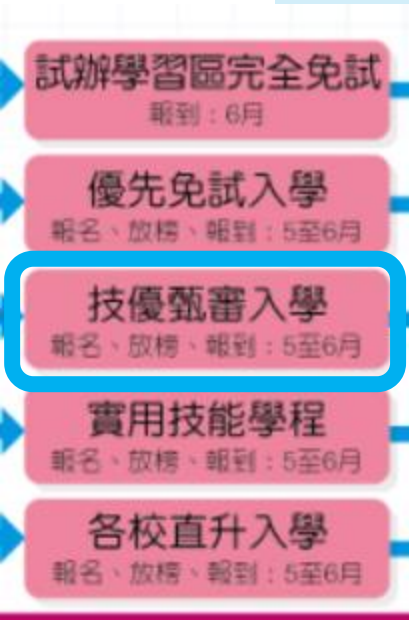 試辦學習區完全免試
報到：6月
優先免試入學
報名、放榜、報到：5至6月
技優甄審入學
報名、放榜、報到：5至6月
實用技能學程
報名、放榜、報到：5至6月
各校直升入學
報名、放榜、報到：5至6月